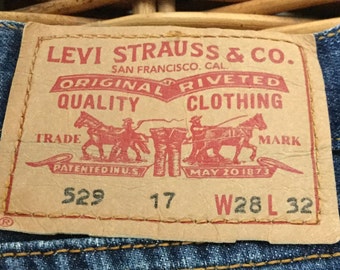 LEVI STRAUSS & CO.
SAN FRANCISCO, CAL.
ORIGINAL RIVETED
QUALITY CLOTHING
TRADE MARK
PATENTED IN U.S. MAY 20 1873
529 17 W28 L 32
®